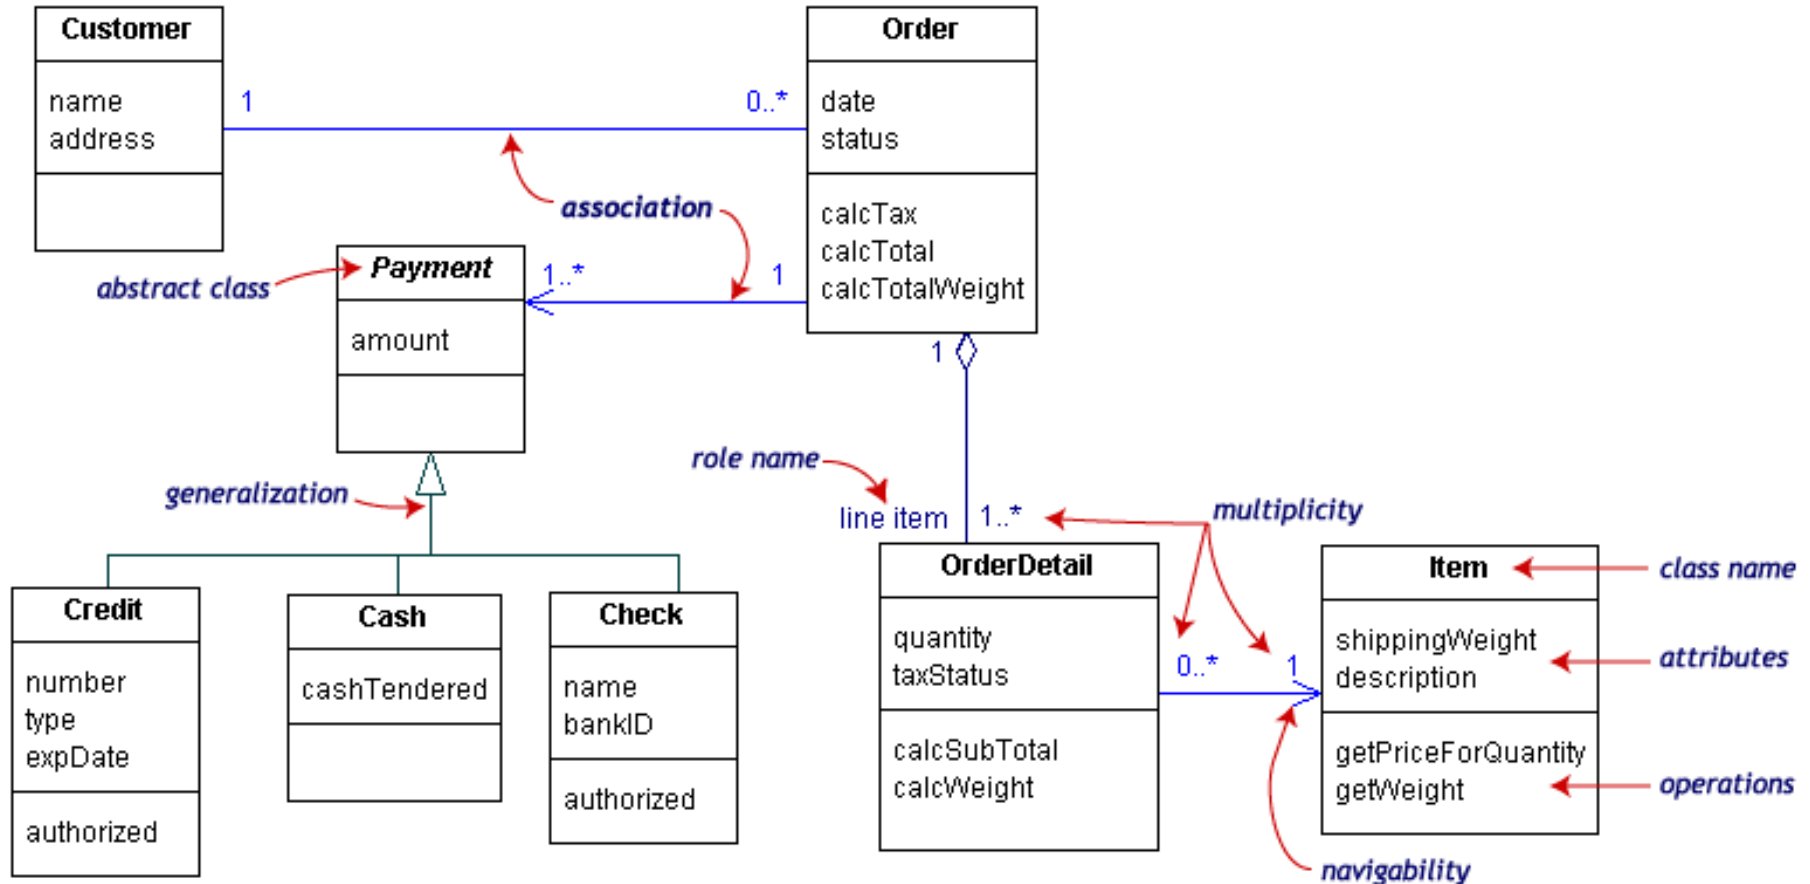 Customer
name
address
1
0..*
Order
date
status
calcTax
calcTotal
calcTotalWeight
association
abstract class
Payment
amount
1..*
1
1
generalization
role name
line item
1..*
multiplicity
Credit
number
type
expDate
authorized
Cash
cashTendered
Check
name
bankID
authorized
OrderDetail
quantity
taxStatus
calcSubTotal
calcWeight
0..*
1
Item
shippingWeight
description
getPriceForQuantity
getWeight
class name
attributes
operations
navigability